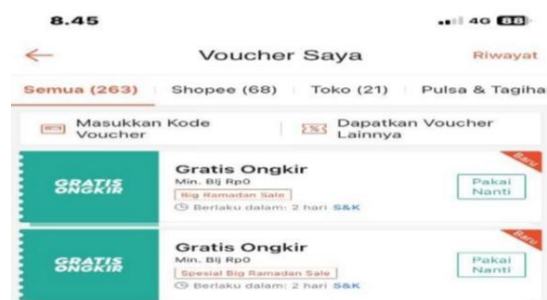 8.45
4G 88
Voucher Saya
Riwayat
Semua (263)
Shopee (68)
Toko (21)
Pulsa & Tagiha
Masukkan Kode
Voucher
Dapatkan Voucher
Lainnya
GRATIS
ONGKIR
Gratis Ongkir
Min. Blj Rp0
Big Ramadan Sale
Berlaku dalam: 2 hari S&K
Baru
Pakai
Nanti
GRATIS
ONGKIR
Gratis Ongkir
Min. Blj Rp0
Spesial Big Ramadan Sale
Berlaku dalam: 2 hari S&K
Baru
Pakai
Nanti